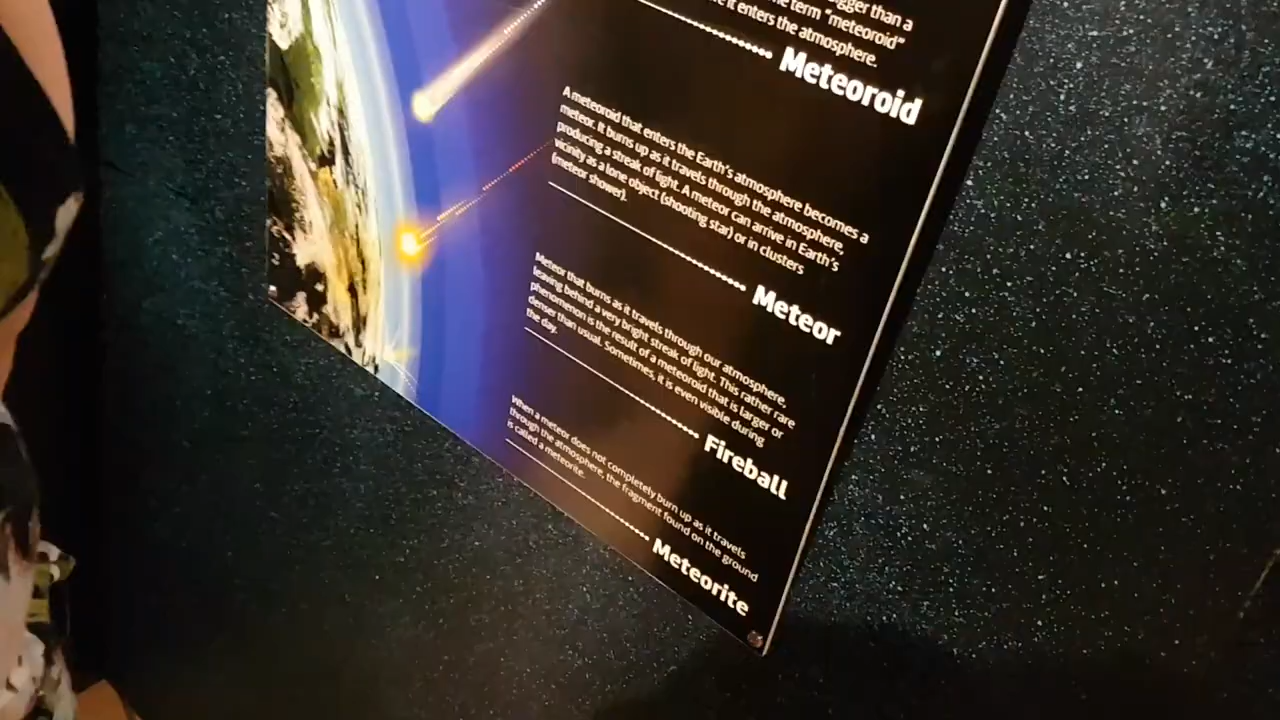 igger than a
he term "meteoroid"
e it enters the atmosphere.
Meteoroid
A meteoroid that enters the Earth's atmosphere becomes a
meteor. It burns up as it travels through the atmosphere,
producing a streak of light. A meteor can arrive in Earth's
vicinity as a lone object (shooting star) or in clusters
(meteor shower).
Meteor
Meteor that burns as it travels through our atmosphere,
leaving behind a very bright streak of light. This rather rare
phenomenon is the result of a meteoroid that is larger or
denser than usual. Sometimes, it is even visible during
the day.
Fireball
When a meteor does not completely burn up as it travels
through the atmosphere, the fragment found on the ground
is called a meteorite.
Meteorite